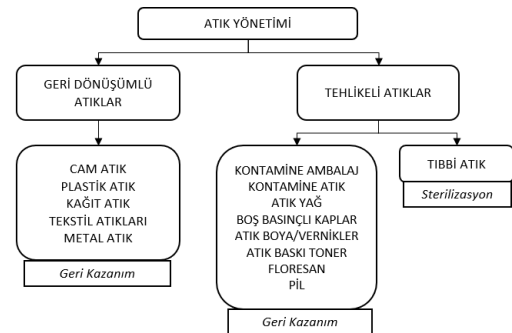 ATIK YÖNETİMİ
GERİ DÖNÜŞÜMLÜ
ATIKLAR
TEHLİKELİ ATIKLAR
CAM ATIK
PLASTİK ATIK
KAĞIT ATIK
TEKSTİL ATIKLARI
METAL ATIK
Geri Kazanım
KONTAMİNE AMBALAJ
KONTAMİNE ATIK
ATIK YAĞ
BOŞ BASINÇLI KAPLAR
ATIK BOYA/VERNİKLER
ATIK BASKI TONER
FLORESAN
PİL
Geri Kazanım
TIBBİ ATIK
Sterilizasyon